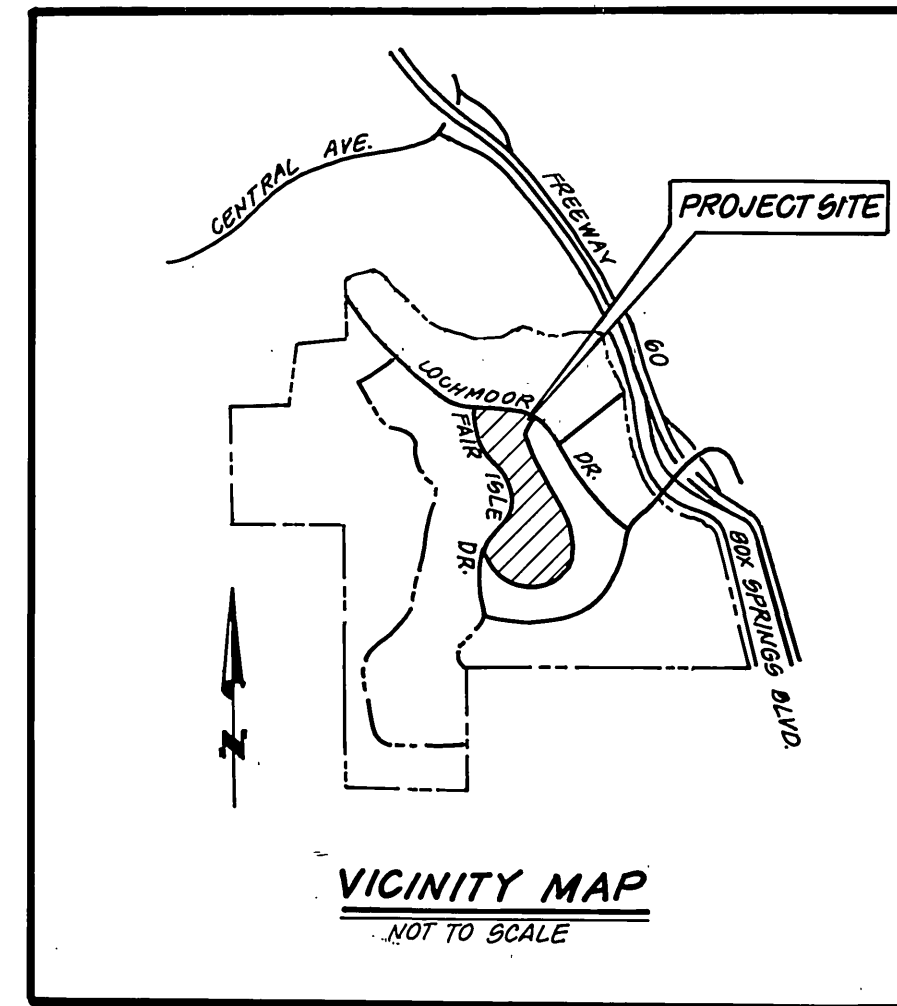 CENTRAL AVE.
FREEWAY
60
PROJECT SITE
LOCHMOOR DR.
FAIR ISLE DR.
BOX SPRINGS BLVD.
N
VICINITY MAP
NOT TO SCALE